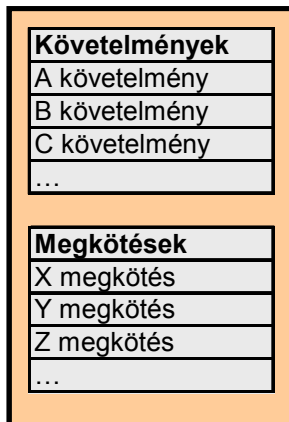 Követelmények
A követelmény
B követelmény
C követelmény
…
Megkötések
X megkötés
Y megkötés
Z megkötés
…